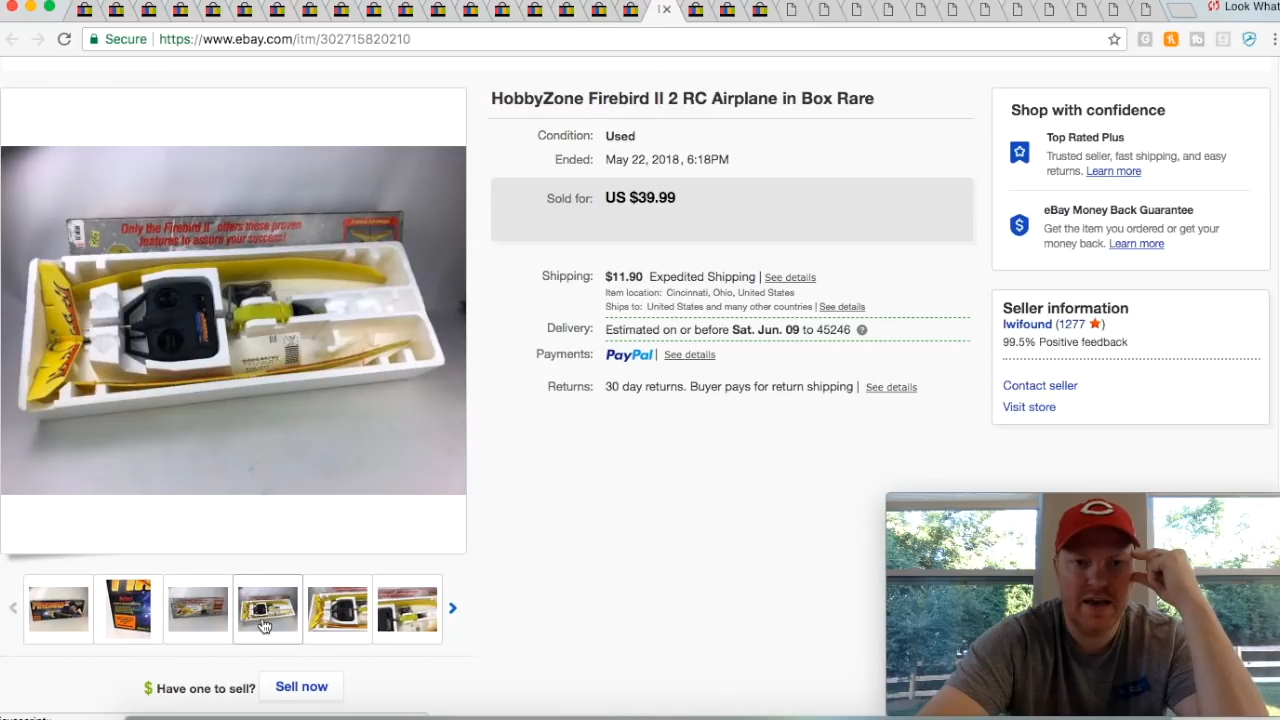 Look What
Secure https://www.ebay.com/itm/302715820210
HobbyZone Firebird II 2 RC Airplane in Box Rare
Condition: Used
Ended: May 22, 2018, 6:18PM
Sold for: US $39.99
Shipping: $11.90 Expedited Shipping | See details
Item location: Cincinnati, Ohio, United States
Ships to: United States and many other countries | See details
Delivery: Estimated on or before Sat. Jun. 09 to 45246
Payments: PayPal | See details
Returns: 30 day returns. Buyer pays for return shipping | See details
Shop with confidence
Top Rated Plus
Trusted seller, fast shipping, and easy
returns. Learn more
eBay Money Back Guarantee
Get the item you ordered or get your
money back. Learn more
Seller information
lwifound (1277 ★)
99.5% Positive feedback
Contact seller
Visit store
Only the Firebird II offers these proven
features to assure your success!
$ Have one to sell? Sell now